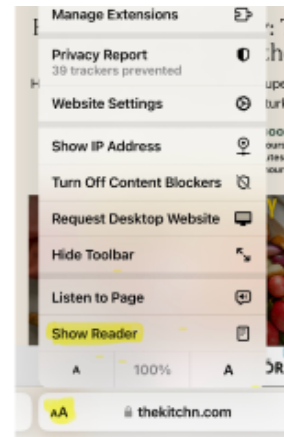 Manage Extensions
Privacy Report
39 trackers prevented
Website Settings
Show IP Address
Turn Off Content Blockers
Request Desktop Website
Hide Toolbar
Listen to Page
Show Reader
A 100% A
AA thekitchn.com